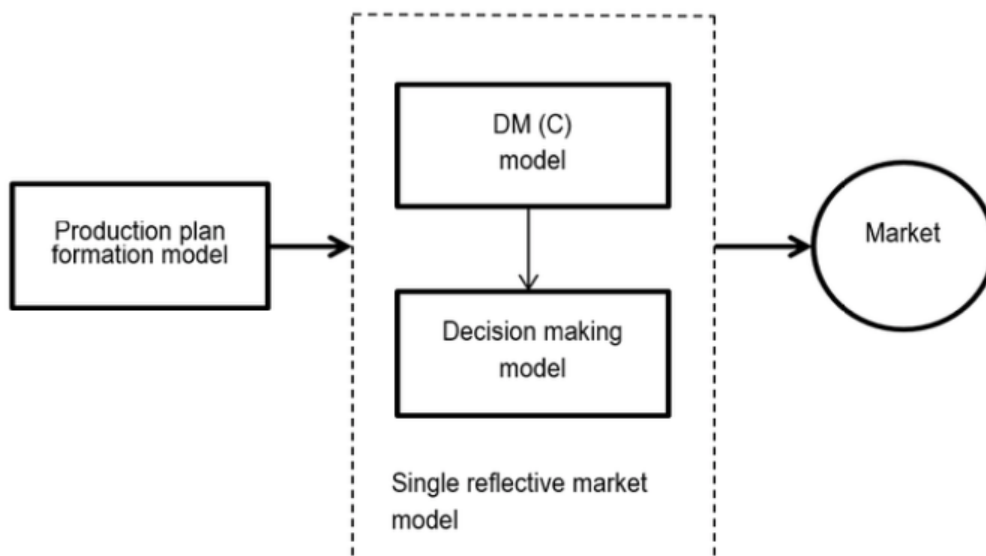 DM (C)
model
Production plan
formation model
Market
Decision making
model
Single reflective market
model